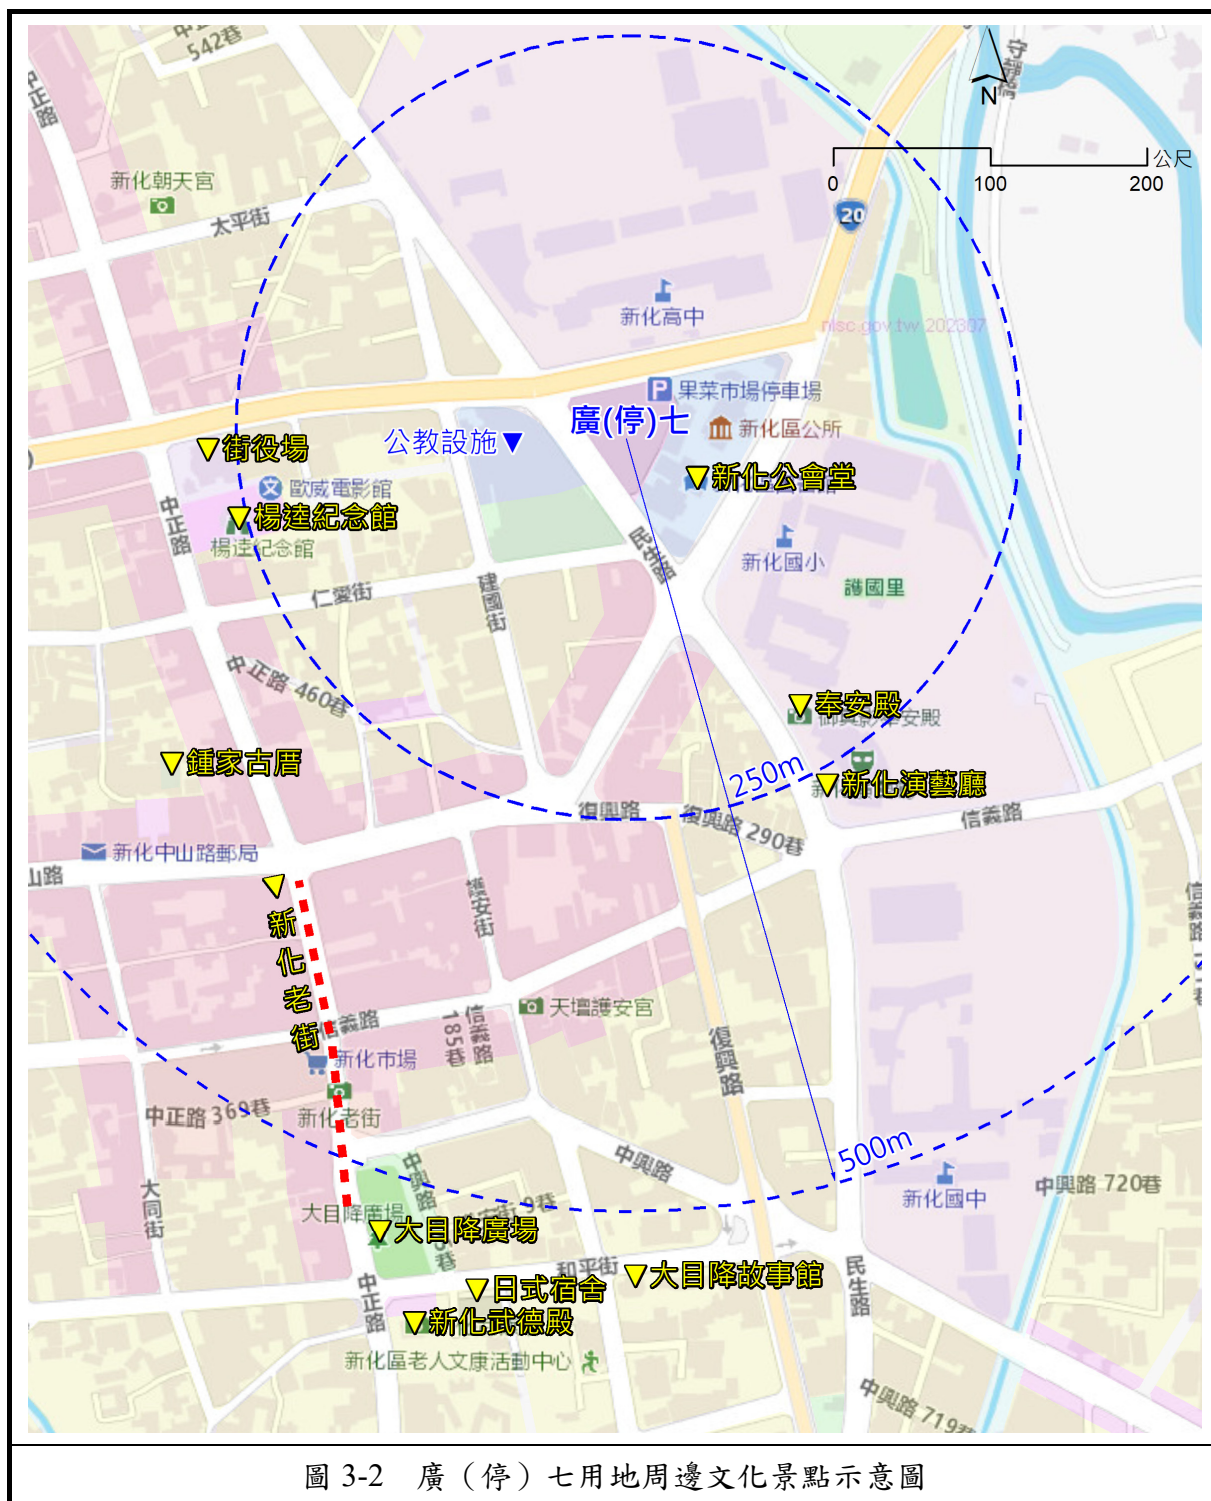 中正路
542巷
守靜橋
中正路
N
公尺
0
100
200
新化朝天宮
太平街
20
新化高中
nlsc.gov.tw 202307
P 果菜市場停車場
廣(停)七
新化區公所
公教設施▼
▼街役場
▼新化公會堂
歐威電影館
中正路
▼楊逵紀念館
楊逵紀念館
民生路
新化國小
護國里
仁愛街
建國街
中正路 460巷
▼奉安殿
▼鍾家古厝
250m
▼新化演藝廳
復興路
復興路 290巷
信義路
新化中山路郵局
山路
▼新化老街
護安街
信義路
天壇護安宮
信義路
信義路
185巷
新化市場
復興路
中正路 369巷
新化老街
中興路
500m
新化國中
中興路 720巷
大同街
中興路
9巷
大目降廣場
▼大目降廣場
和平街
▼大目降故事館
▼日式宿舍
中正路
▼新化武德殿
民生路
新化區老人文康活動中心
中興路 719巷
圖 3-2 廣（停）七用地周邊文化景點示意圖